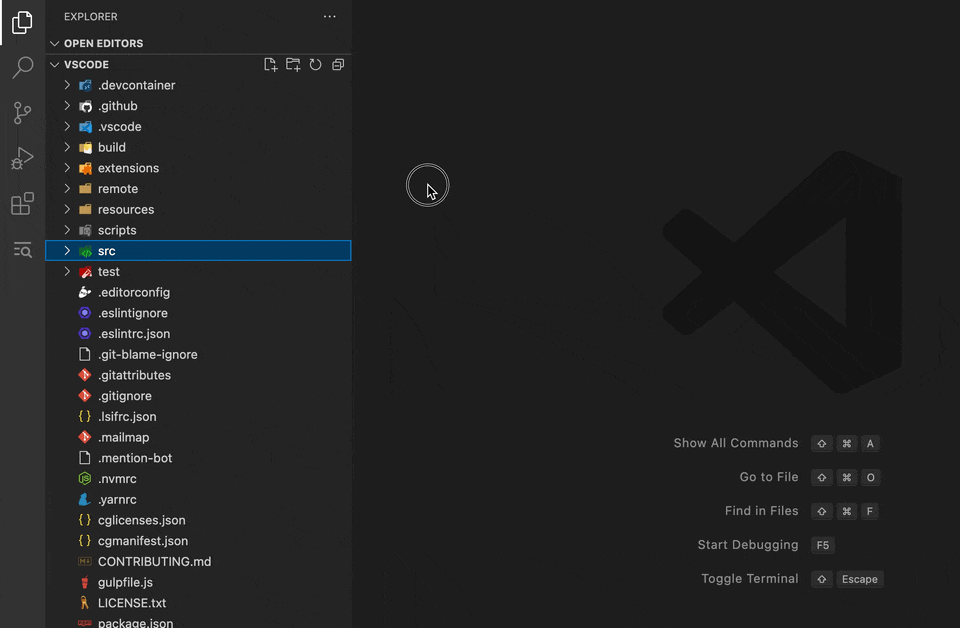 EXPLORER
OPEN EDITORS
VSCODE
.devcontainer
.github
.vscode
build
extensions
remote
resources
scripts
src
test
.editorconfig
.eslintignore
.eslintrc.json
.git-blame-ignore
.gitattributes
.gitignore
.lsifrc.json
.mailmap
.mention-bot
.nvmrc
.yarnrc
cglicenses.json
cgmanifest.json
CONTRIBUTING.md
gulpfile.js
LICENSE.txt
package.json
Show All Commands ⇧ ⌘ A
Go to File ⇧ ⌘ O
Find in Files ⇧ ⌘ F
Start Debugging F5
Toggle Terminal ⇧ Escape